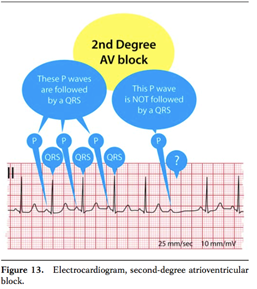 2nd Degree
AV block
These P waves
are followed
by a QRS
This P wave
is NOT followed
by a QRS
P
P
P
P
QRS
QRS
QRS
?
II
25 mm/sec 10 mm/mV
Figure 13. Electrocardiogram, second-degree atrioventricular
block.